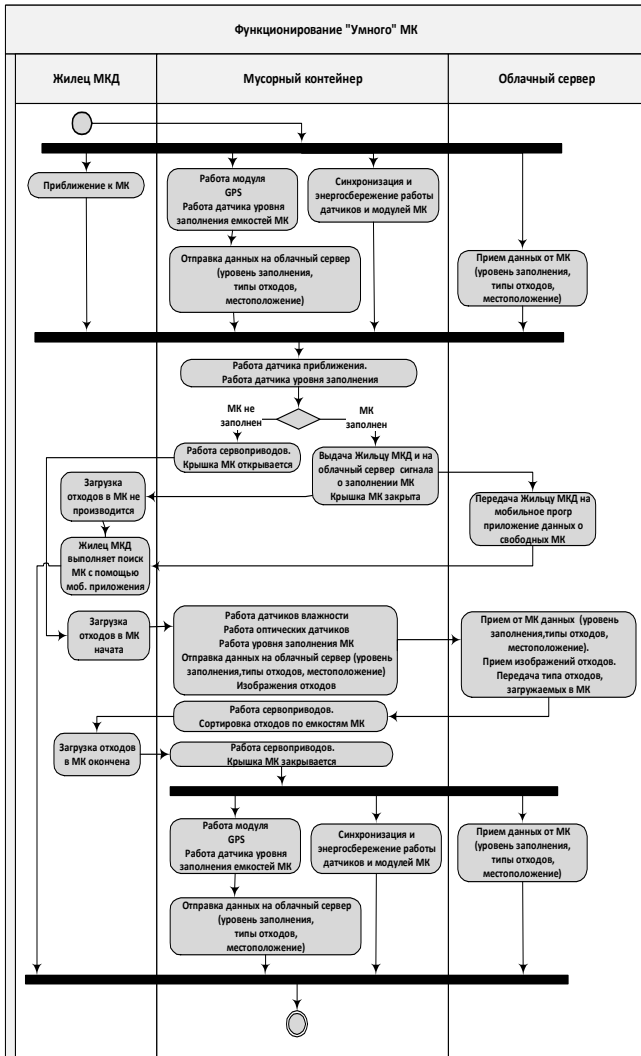 Функционирование "Умного" МК
Жилец МКД
Мусорный контейнер
Облачный сервер
Приближение к МК
Работа модуля
GPS
Работа датчика уровня
заполнения емкостей МК
Синхронизация и
энергосбережение работы
датчиков и модулей МК
Отправка данных на облачный сервер
(уровень заполнения,
типы отходов,
местоположение)
Прием данных от МК
(уровень заполнения,
типы отходов,
местоположение)
Работа датчика приближения.
Работа датчика уровня заполнения
МК не
заполнен
МК
заполнен
Работа сервоприводов.
Крышка МК открывается
Выдача Жильцу МКД и на
облачный сервер сигнала
о заполнении МК
Крышка МК закрыта
Загрузка
отходов в МК не
производится
Передача Жильцу МКД на
мобильное прогр
приложение данных о
свободных МК
Жилец МКД
выполняет поиск
МК с помощью
моб. приложения
Загрузка
отходов в МК
начата
Работа датчиков влажности
Работа оптических датчиков
Работа уровня заполнения МК
Отправка данных на облачный сервер (уровень
заполнения,типы отходов, местоположение)
Изображения отходов
Прием от МК данных (уровень
заполнения,типы отходов,
местоположение).
Прием изображений отходов.
Передача типа отходов,
загружаемых в МК
Работа сервоприводов.
Сортировка отходов по емкостям МК
Загрузка отходов
в МК окончена
Работа сервоприводов.
Крышка МК закрывается
Работа модуля
GPS
Работа датчика уровня
заполнения емкостей МК
Синхронизация и
энергосбережение работы
датчиков и модулей МК
Прием данных от МК
(уровень заполнения,
типы отходов,
местоположение)
Отправка данных на облачный сервер
(уровень заполнения,
типы отходов,
местоположение)